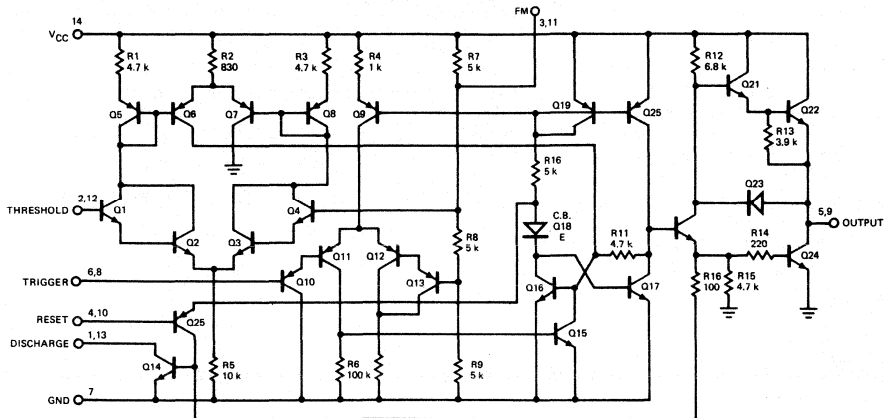 FM
3,11
14
VCC
R1
4.7 k
R2
830
R3
4.7 k
R4
1 k
R7
5 k
R12
6.8 k
Q21
Q5
Q6
Q7
Q8
Q9
Q19
Q25
Q22
R13
3.9 k
R16
5 k
THRESHOLD
2,12
Q1
Q2
Q3
Q4
C.B.
Q18
E
Q23
5,9
OUTPUT
R8
5 k
R11
4.7 k
R14
220
Q11
Q12
TRIGGER
6,8
Q10
Q13
Q16
Q17
R16
100
R15
4.7 k
Q24
RESET
4,10
Q25
Q15
DISCHARGE
1,13
Q14
R5
10 k
R6
100 k
R9
5 k
GND
7